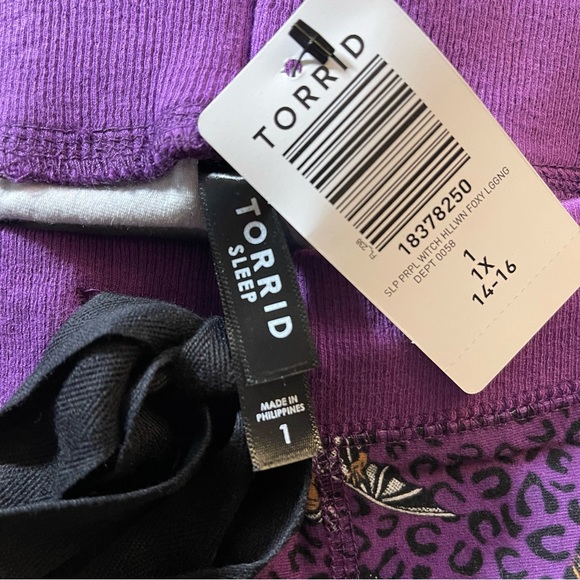 TORRID
18378250
SLP PRPL WITCH HLLWN FOXY LGGNG
DEPT 0058
1
1X
14-16
TORRID
SLEEP
MADE IN
PHILIPPINES
1